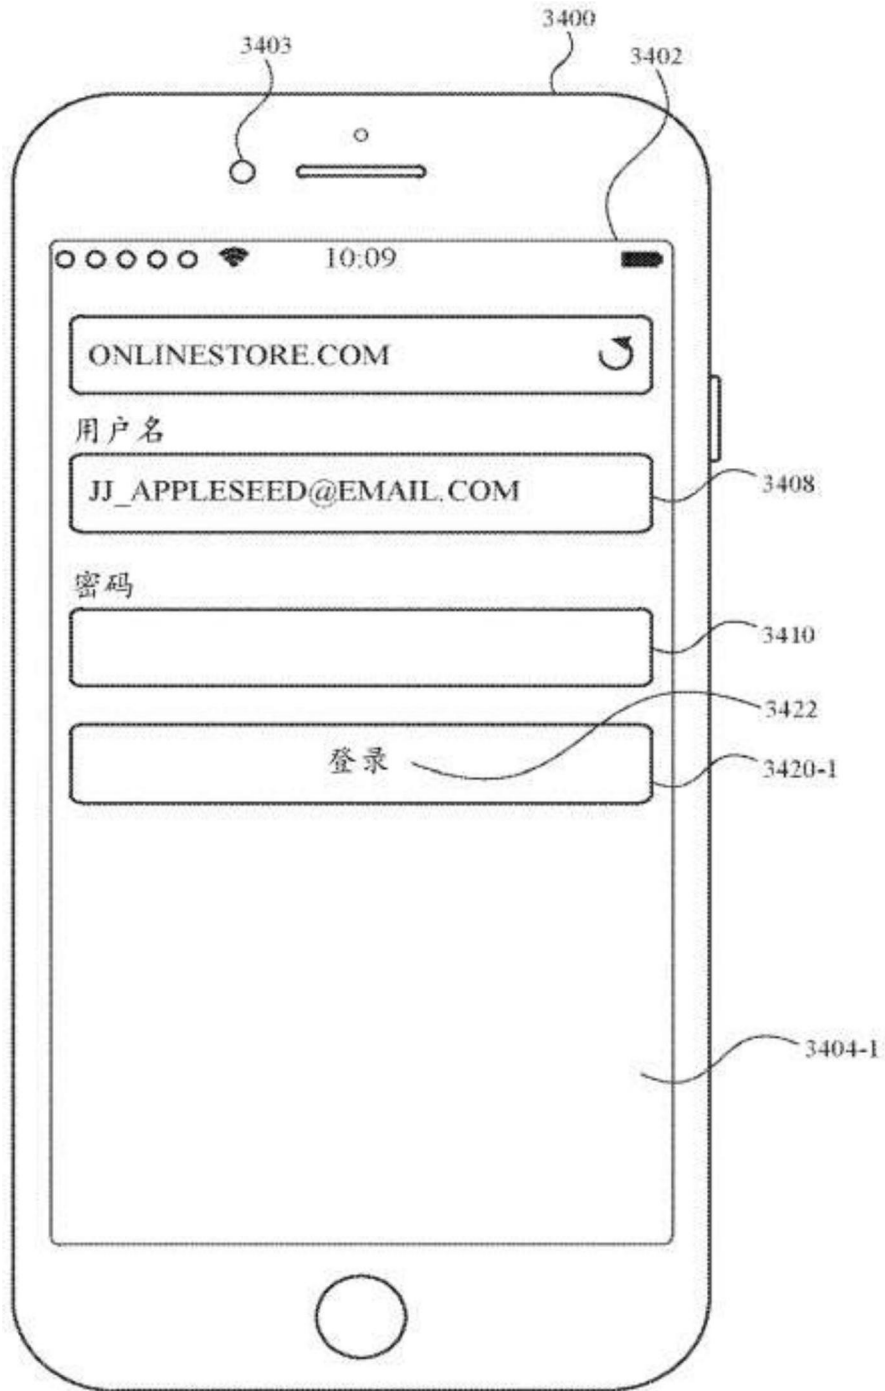 3400
3403
3402
10:09
ONLINESTORE.COM
用户名
JJ_APPLESEED@EMAIL.COM
3408
密码
3410
3422
登录
3420-1
3404-1